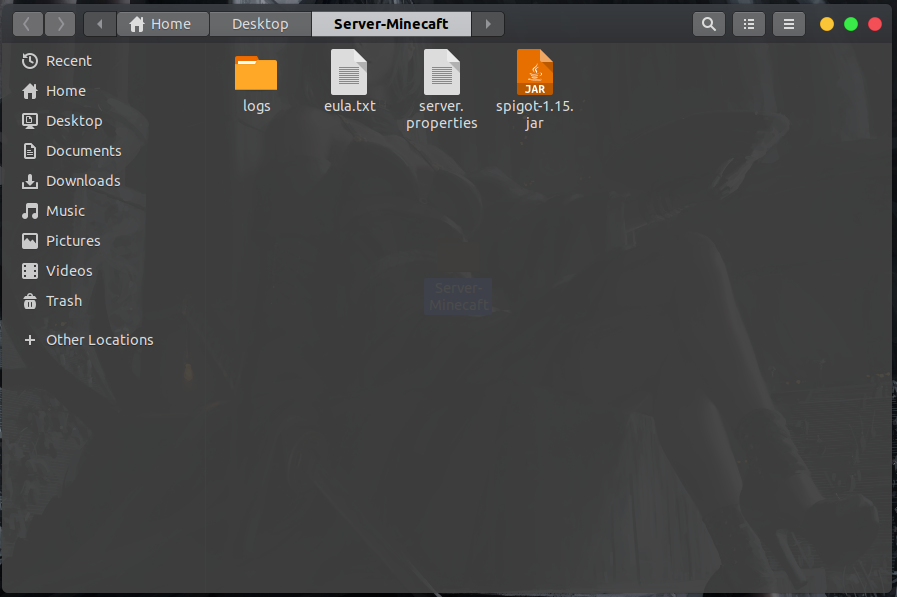 Home
Desktop
Server-Minecaft
Recent
Home
Desktop
Documents
Downloads
Music
Pictures
Videos
Trash
Other Locations
logs
eula.txt
server.
properties
JAR
spigot-1.15.
jar
Server-
Minecaft